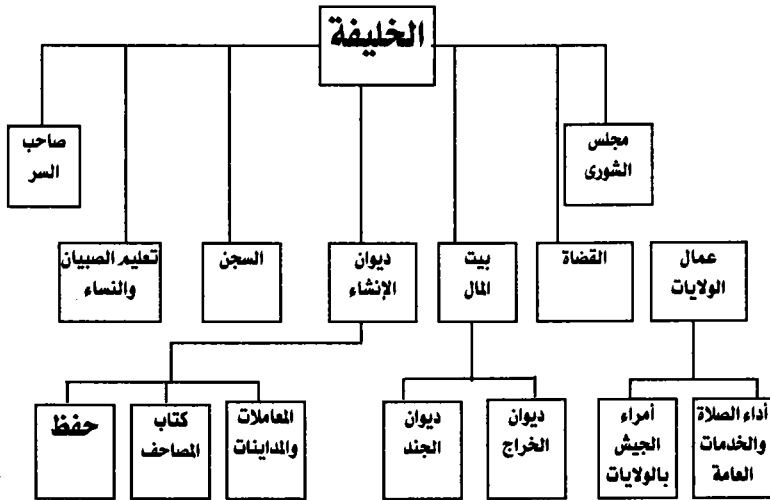 الخليفة
مجلس
الشورى
صاحب
السر
عمال
الولايات
القضاة
بيت
المال
ديوان
الإنشاء
السجن
تعليم الصبيان
والنساء
أداء الصلاة
والخدمات
العامة
أمراء
الجيش
بالولايات
ديوان
الخراج
ديوان
الجند
المعاملات
والمداينات
كتاب
المصاحف
حفظ